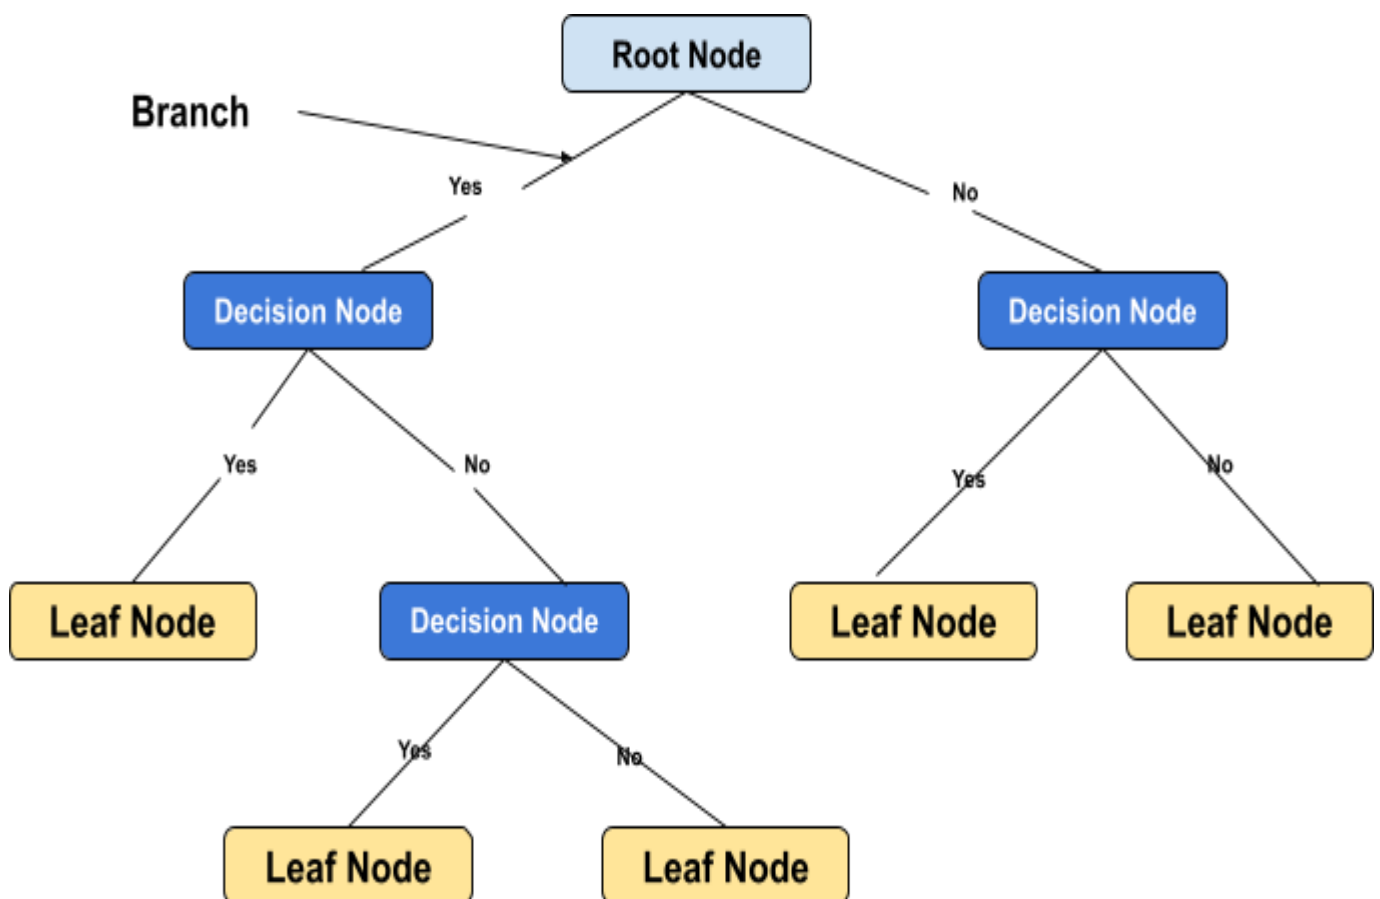 Root Node
Branch
Yes
No
Decision Node
Decision Node
Yes
No
Yes
No
Leaf Node
Decision Node
Leaf Node
Leaf Node
Yes
No
Leaf Node
Leaf Node